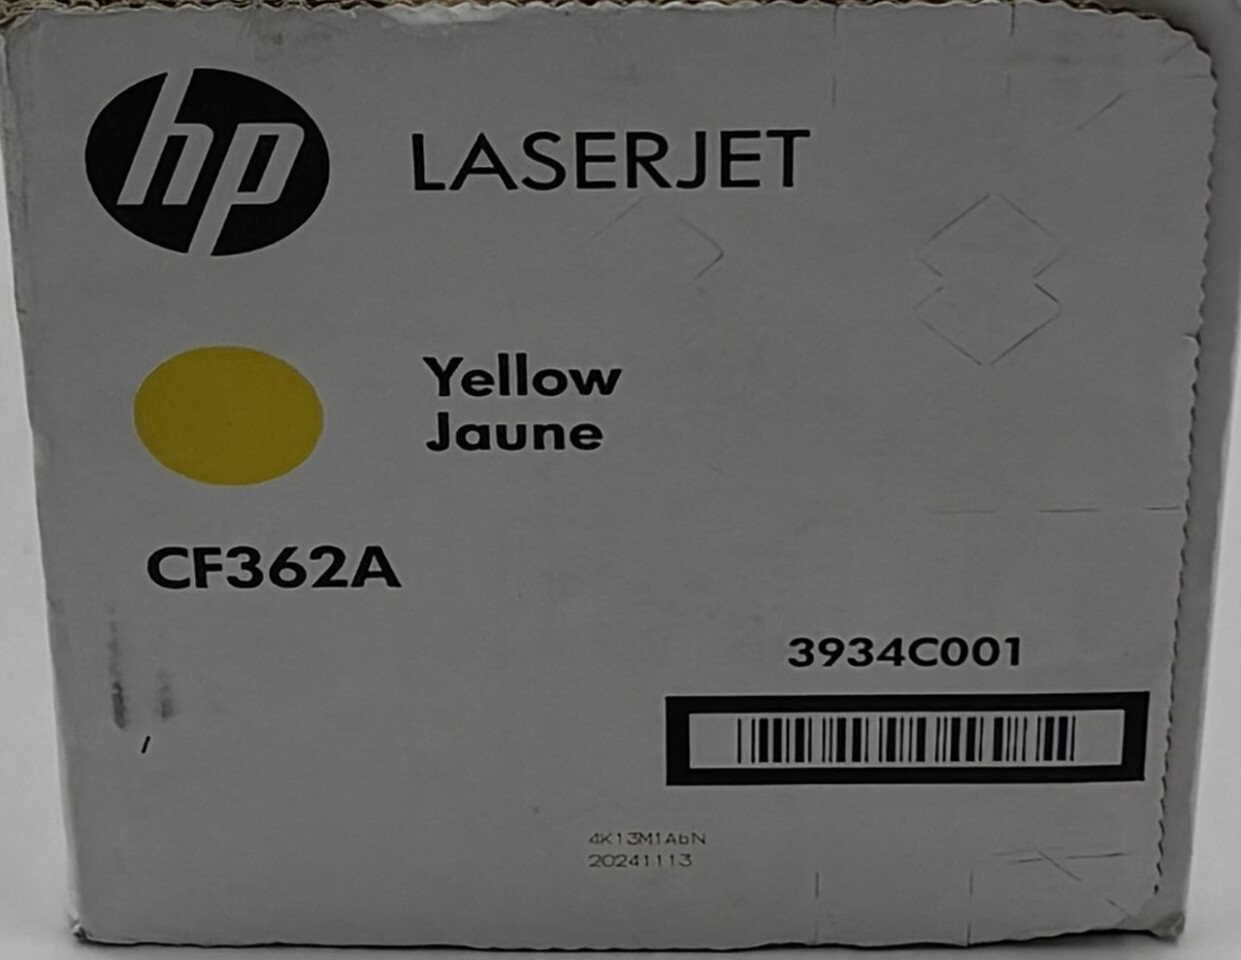 hp
LASERJET
Yellow
Jaune
CF362A
3934C001
4K13M1AbN
20241113